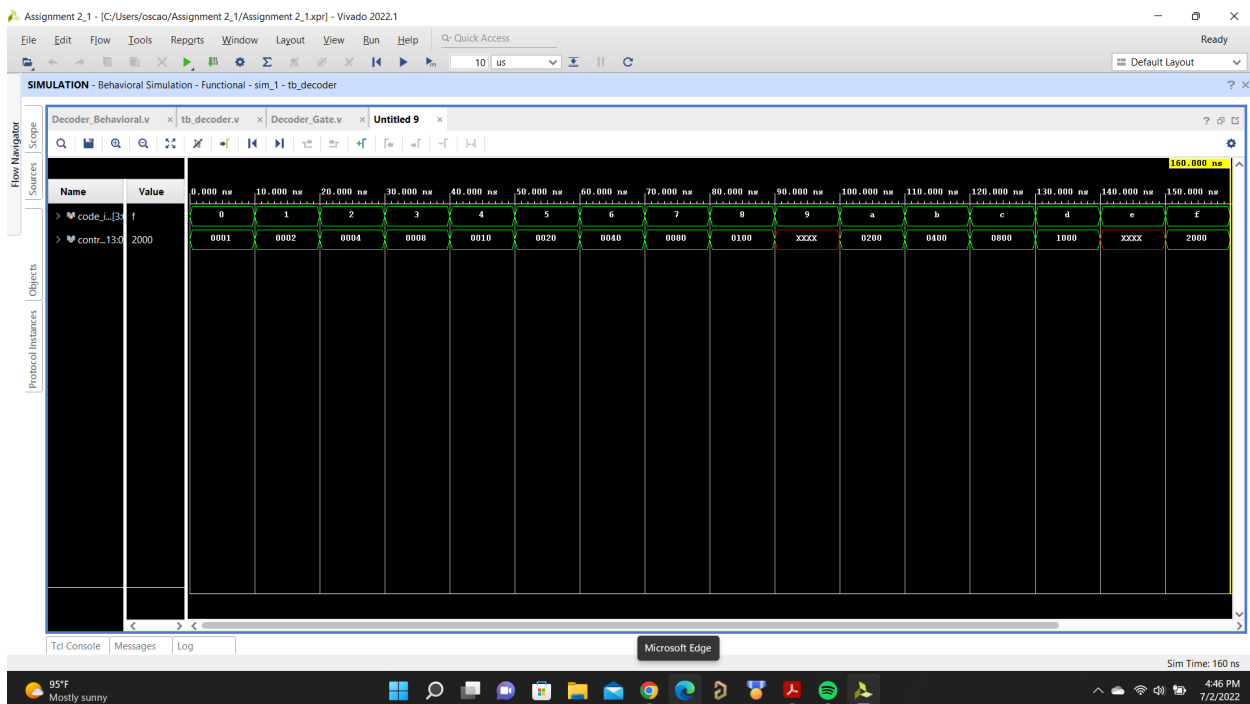 Assignment 2_1 - [C:/Users/oscao/Assignment 2_1/Assignment 2_1.xpr] - Vivado 2022.1
File Edit Flow Tools Reports Window Layout View Run Help Q- Quick Access Ready
10 us Default Layout
SIMULATION - Behavioral Simulation - Functional - sim_1 - tb_decoder ? ×
Flow Navigator
Scope
Sources
Objects
Protocol Instances
Decoder_Behavioral.v × tb_decoder.v × Decoder_Gate.v × Untitled 9 ×
160.000 ns
Name Value 0.000 ns 10.000 ns 20.000 ns 30.000 ns 40.000 ns 50.000 ns 60.000 ns 70.000 ns 80.000 ns 90.000 ns 100.000 ns 110.000 ns 120.000 ns 130.000 ns 140.000 ns 150.000 ns
code_i...[3: f 0 1 2 3 4 5 6 7 8 9 a b c d e f
contr...13:0 2000 0001 0002 0004 0008 0010 0020 0040 0080 0100 XXXX 0200 0400 0800 1000 XXXX 2000
Tcl Console Messages Log
Microsoft Edge
Sim Time: 160 ns
95°F
Mostly sunny
4:46 PM
7/2/2022